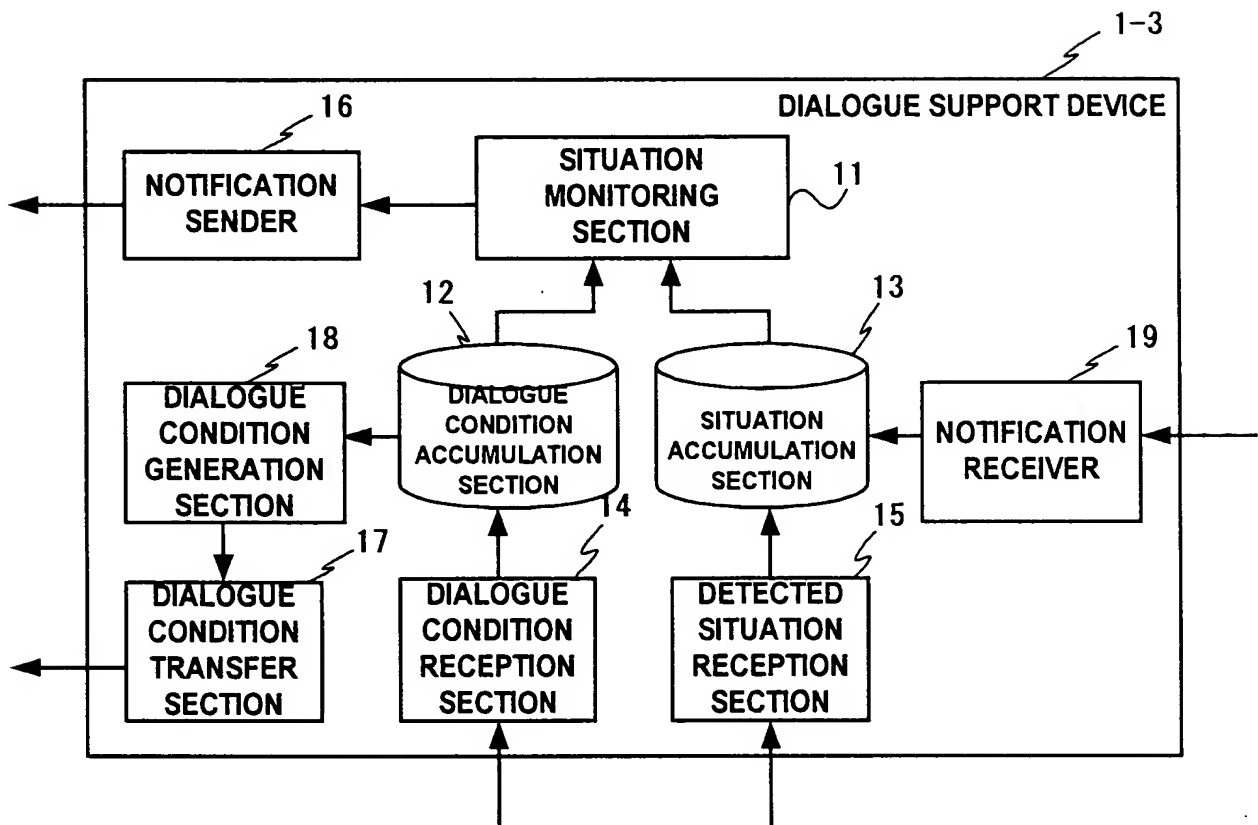 1-3
DIALOGUE SUPPORT DEVICE
16
NOTIFICATION
SENDER
SITUATION
MONITORING
SECTION
11
12
13
18
19
DIALOGUE
CONDITION
GENERATION
SECTION
DIALOGUE
CONDITION
ACCUMULATION
SECTION
SITUATION
ACCUMULATION
SECTION
NOTIFICATION
RECEIVER
17
14
15
DIALOGUE
CONDITION
TRANSFER
SECTION
DIALOGUE
CONDITION
RECEPTION
SECTION
DETECTED
SITUATION
RECEPTION
SECTION